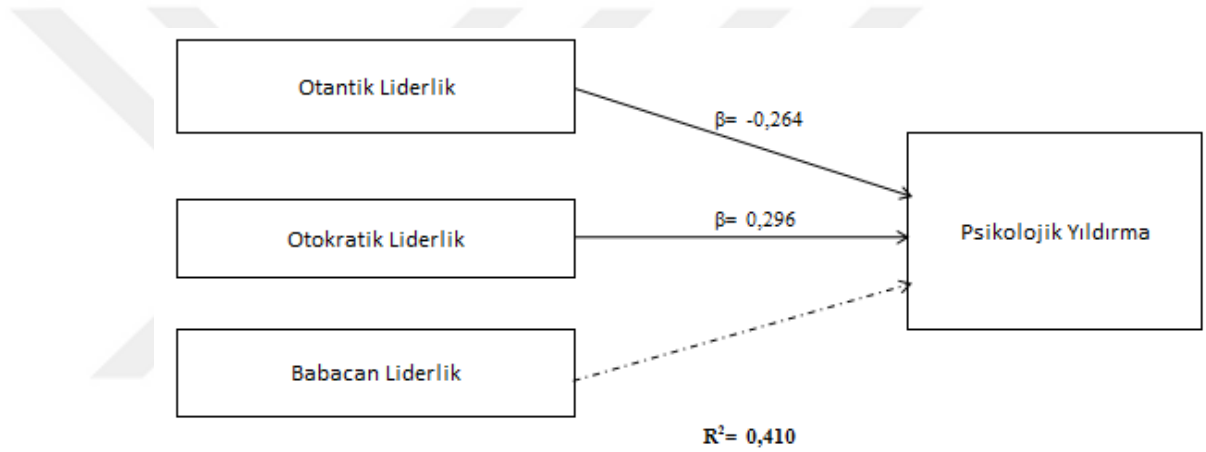 Otantik Liderlik
β= -0,264
Otokratik Liderlik
β= 0,296
Psikolojik Yıldırma
Babacan Liderlik
R²= 0,410